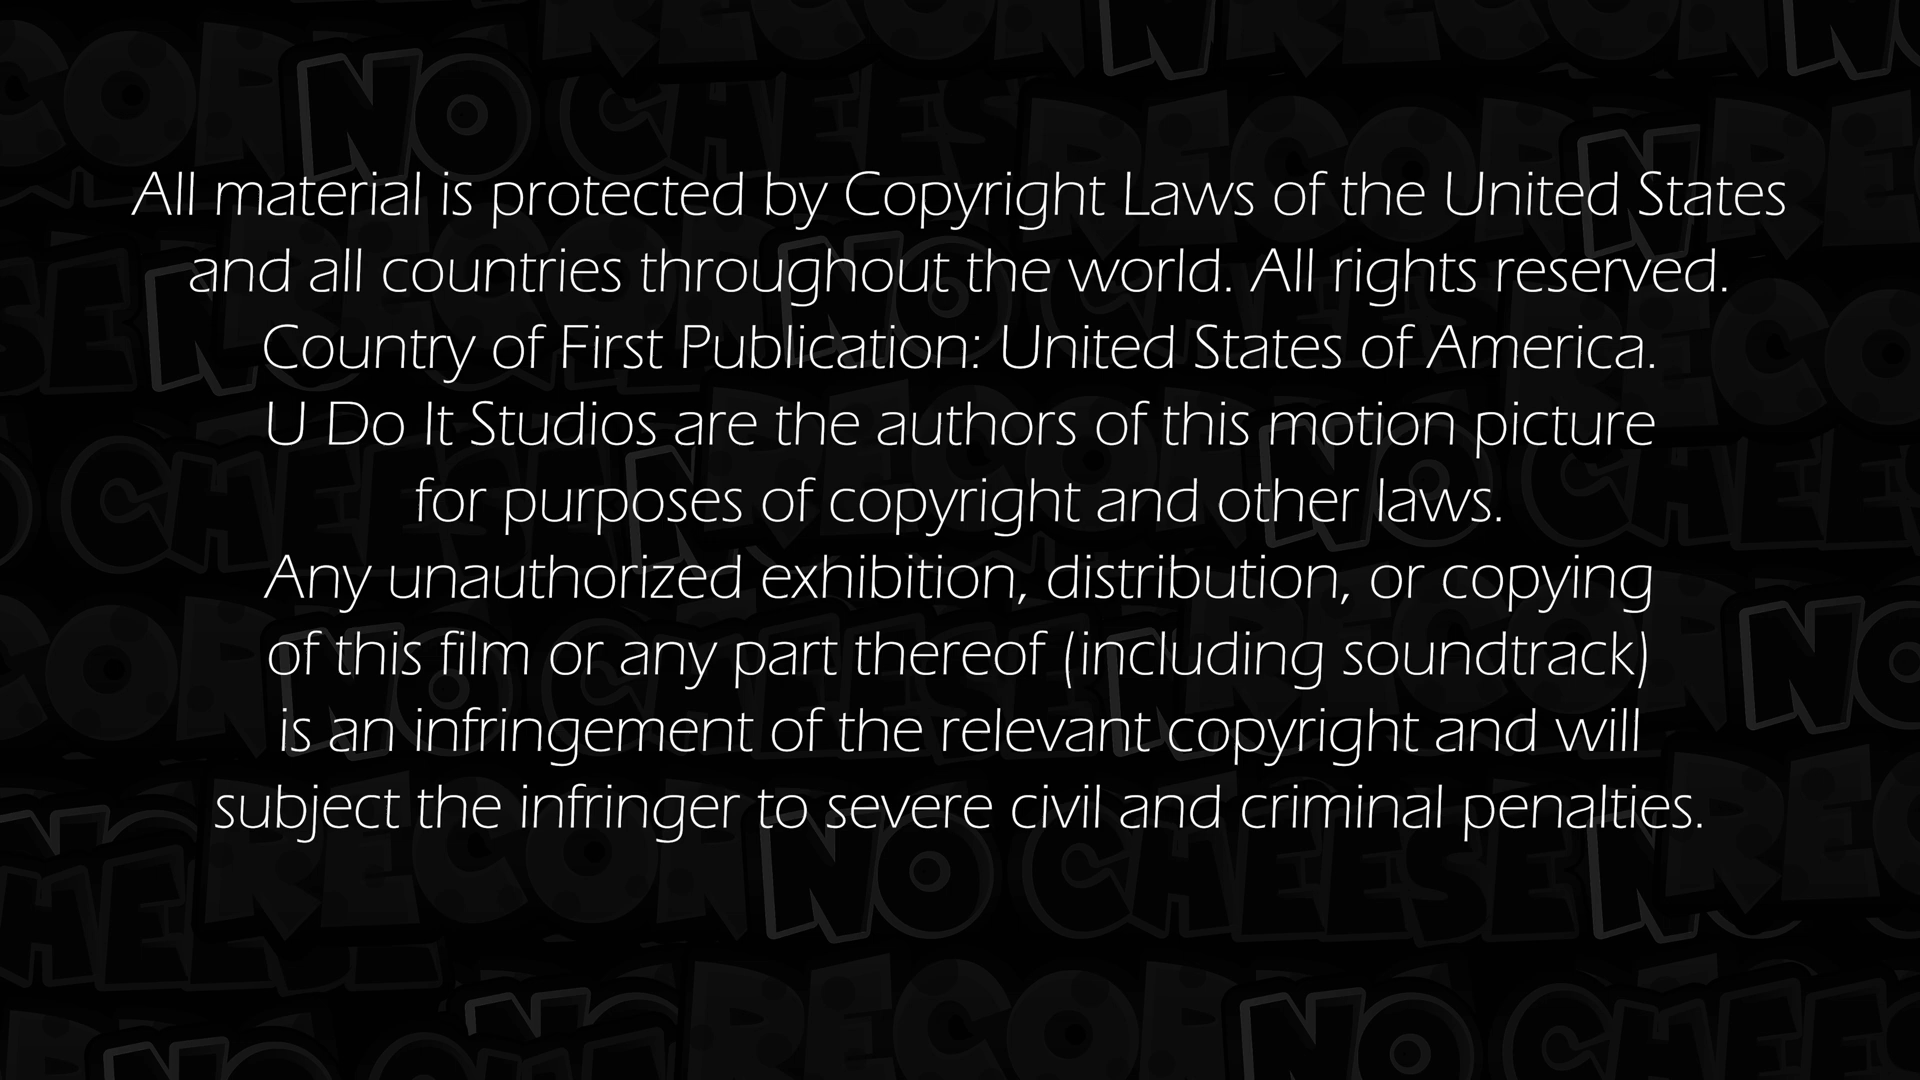 All material is protected by Copyright Laws of the United States
and all countries throughout the world. All rights reserved.
Country of First Publication: United States of America.
U Do It Studios are the authors of this motion picture
for purposes of copyright and other laws.
Any unauthorized exhibition, distribution, or copying
of this film or any part thereof (including soundtrack)
is an infringement of the relevant copyright and will
subject the infringer to severe civil and criminal penalties.